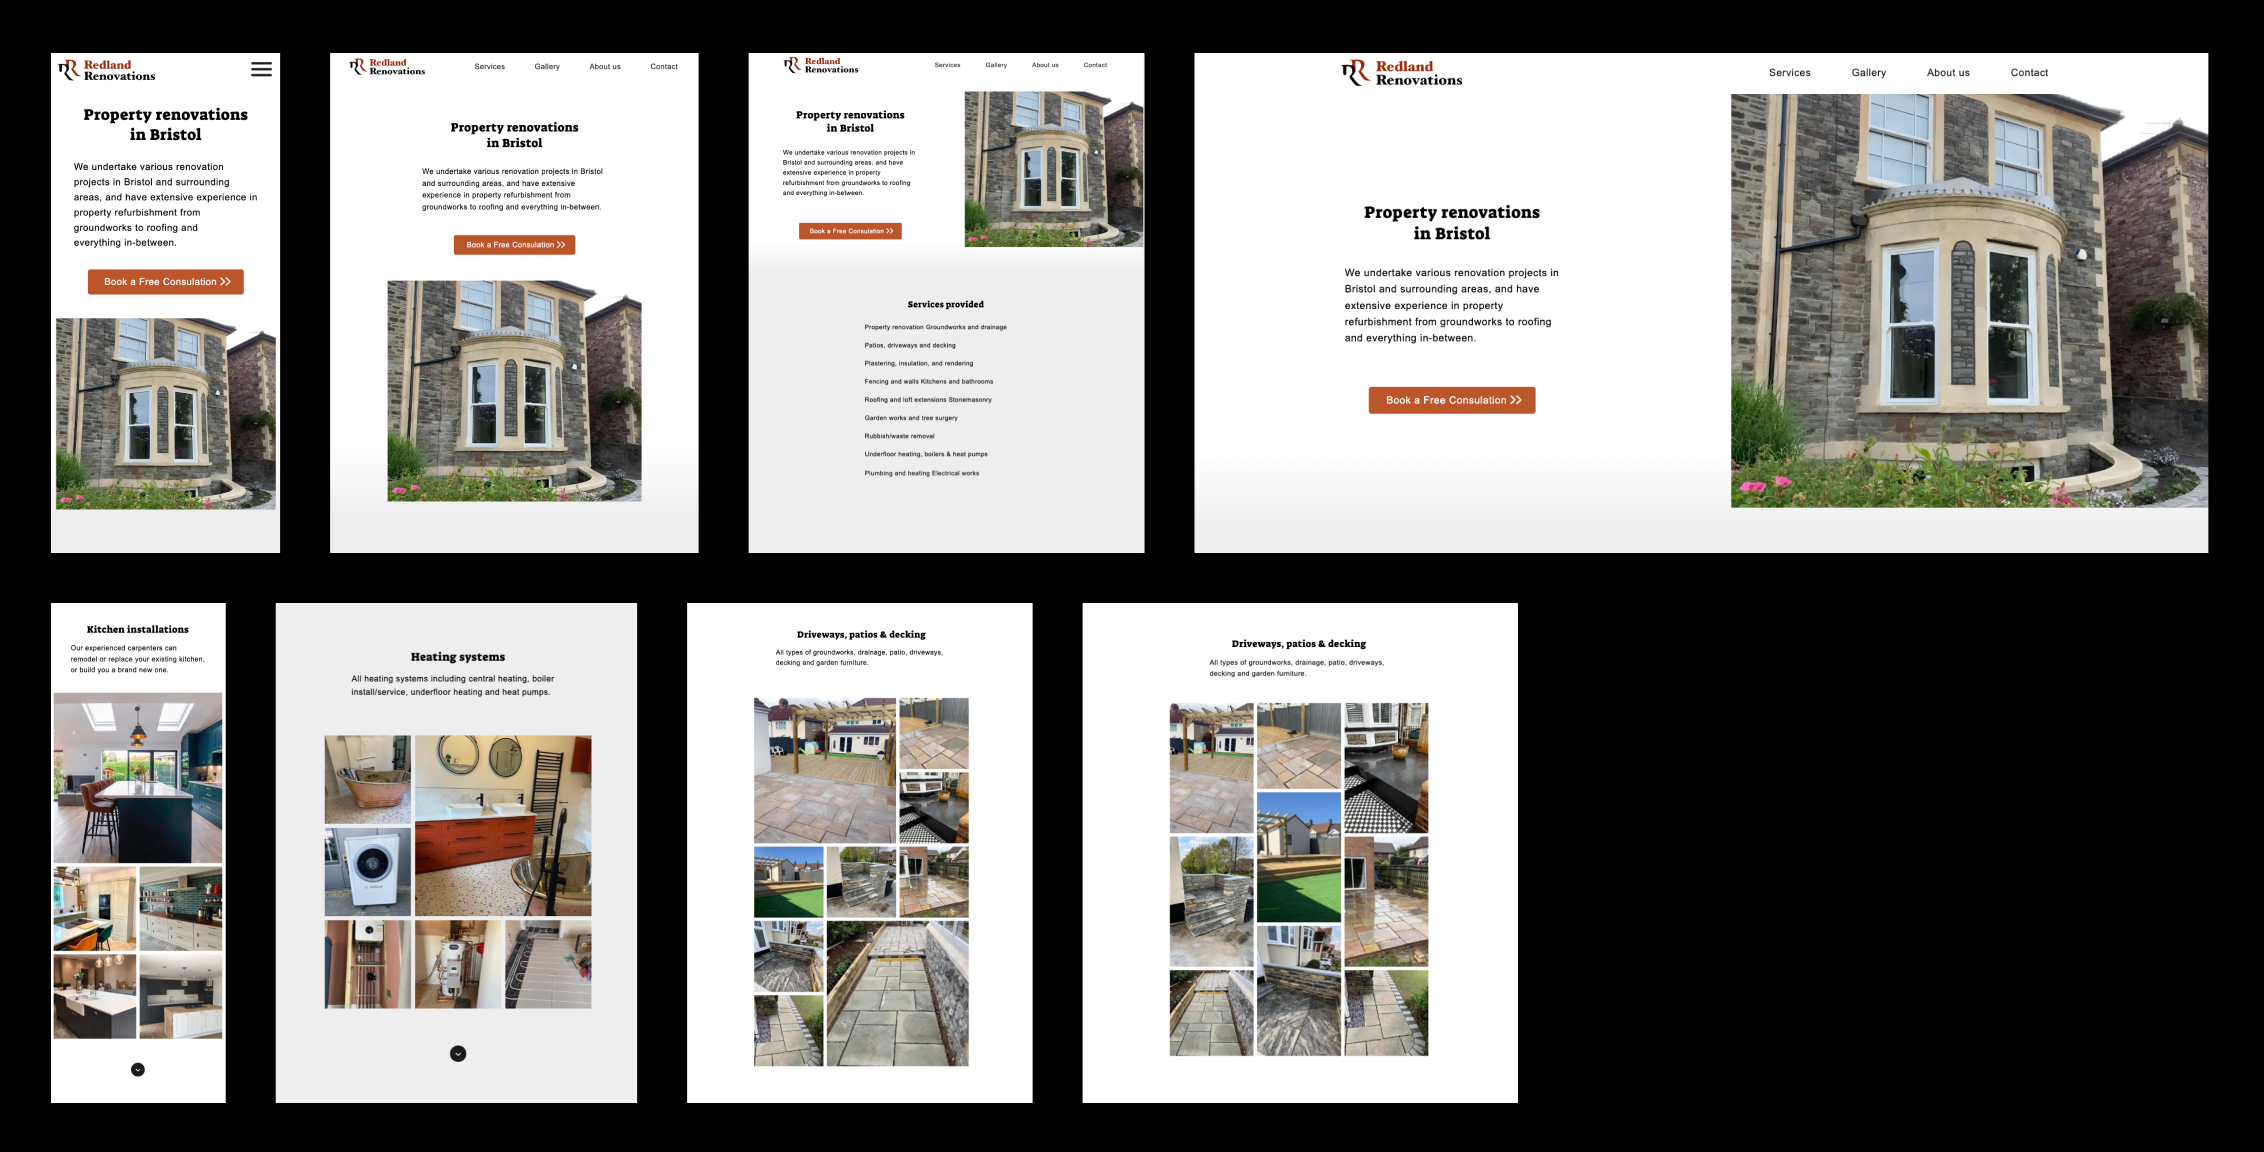 Redland
Renovations
Property renovations
in Bristol
We undertake various renovation
projects in Bristol and surrounding
areas, and have extensive experience in
property refurbishment from
groundworks to roofing and
everything in-between.
Book a Free Consulation
Redland
Renovations
Services
Gallery
About us
Contact
Property renovations
in Bristol
We undertake various renovation projects in Bristol
and surrounding areas, and have extensive
experience in property refurbishment from
groundworks to roofing and everything in-between.
Book a Free Consulation
Redland
Renovations
Services
Gallery
About us
Contact
Property renovations
in Bristol
We undertake various renovation projects in
Bristol and surrounding areas, and have
extensive experience in property
refurbishment from groundworks to roofing
and everything in-between.
Book a Free Consulation
Services provided
Property renovation Groundworks and drainage
Patios, driveways and decking
Plastering, insulation, and rendering
Fencing and walls Kitchens and bathrooms
Roofing and loft extensions Stonemasonry
Garden works and tree surgery
Rubbish/waste removal
Underfloor heating, boilers & heat pumps
Plumbing and heating Electrical works
Redland
Renovations
Services
Gallery
About us
Contact
Property renovations
in Bristol
We undertake various renovation projects in
Bristol and surrounding areas, and have
extensive experience in property
refurbishment from groundworks to roofing
and everything in-between.
Book a Free Consulation
Kitchen installations
Our experienced carpenters can
remodel or replace your existing kitchen,
or build you a brand new one.
Heating systems
All heating systems including central heating, boiler
install/service, underfloor heating and heat pumps.
Driveways, patios & decking
All types of groundworks, drainage, patio, driveways,
decking and garden furniture.
Driveways, patios & decking
All types of groundworks, drainage, patio, driveways,
decking and garden furniture.